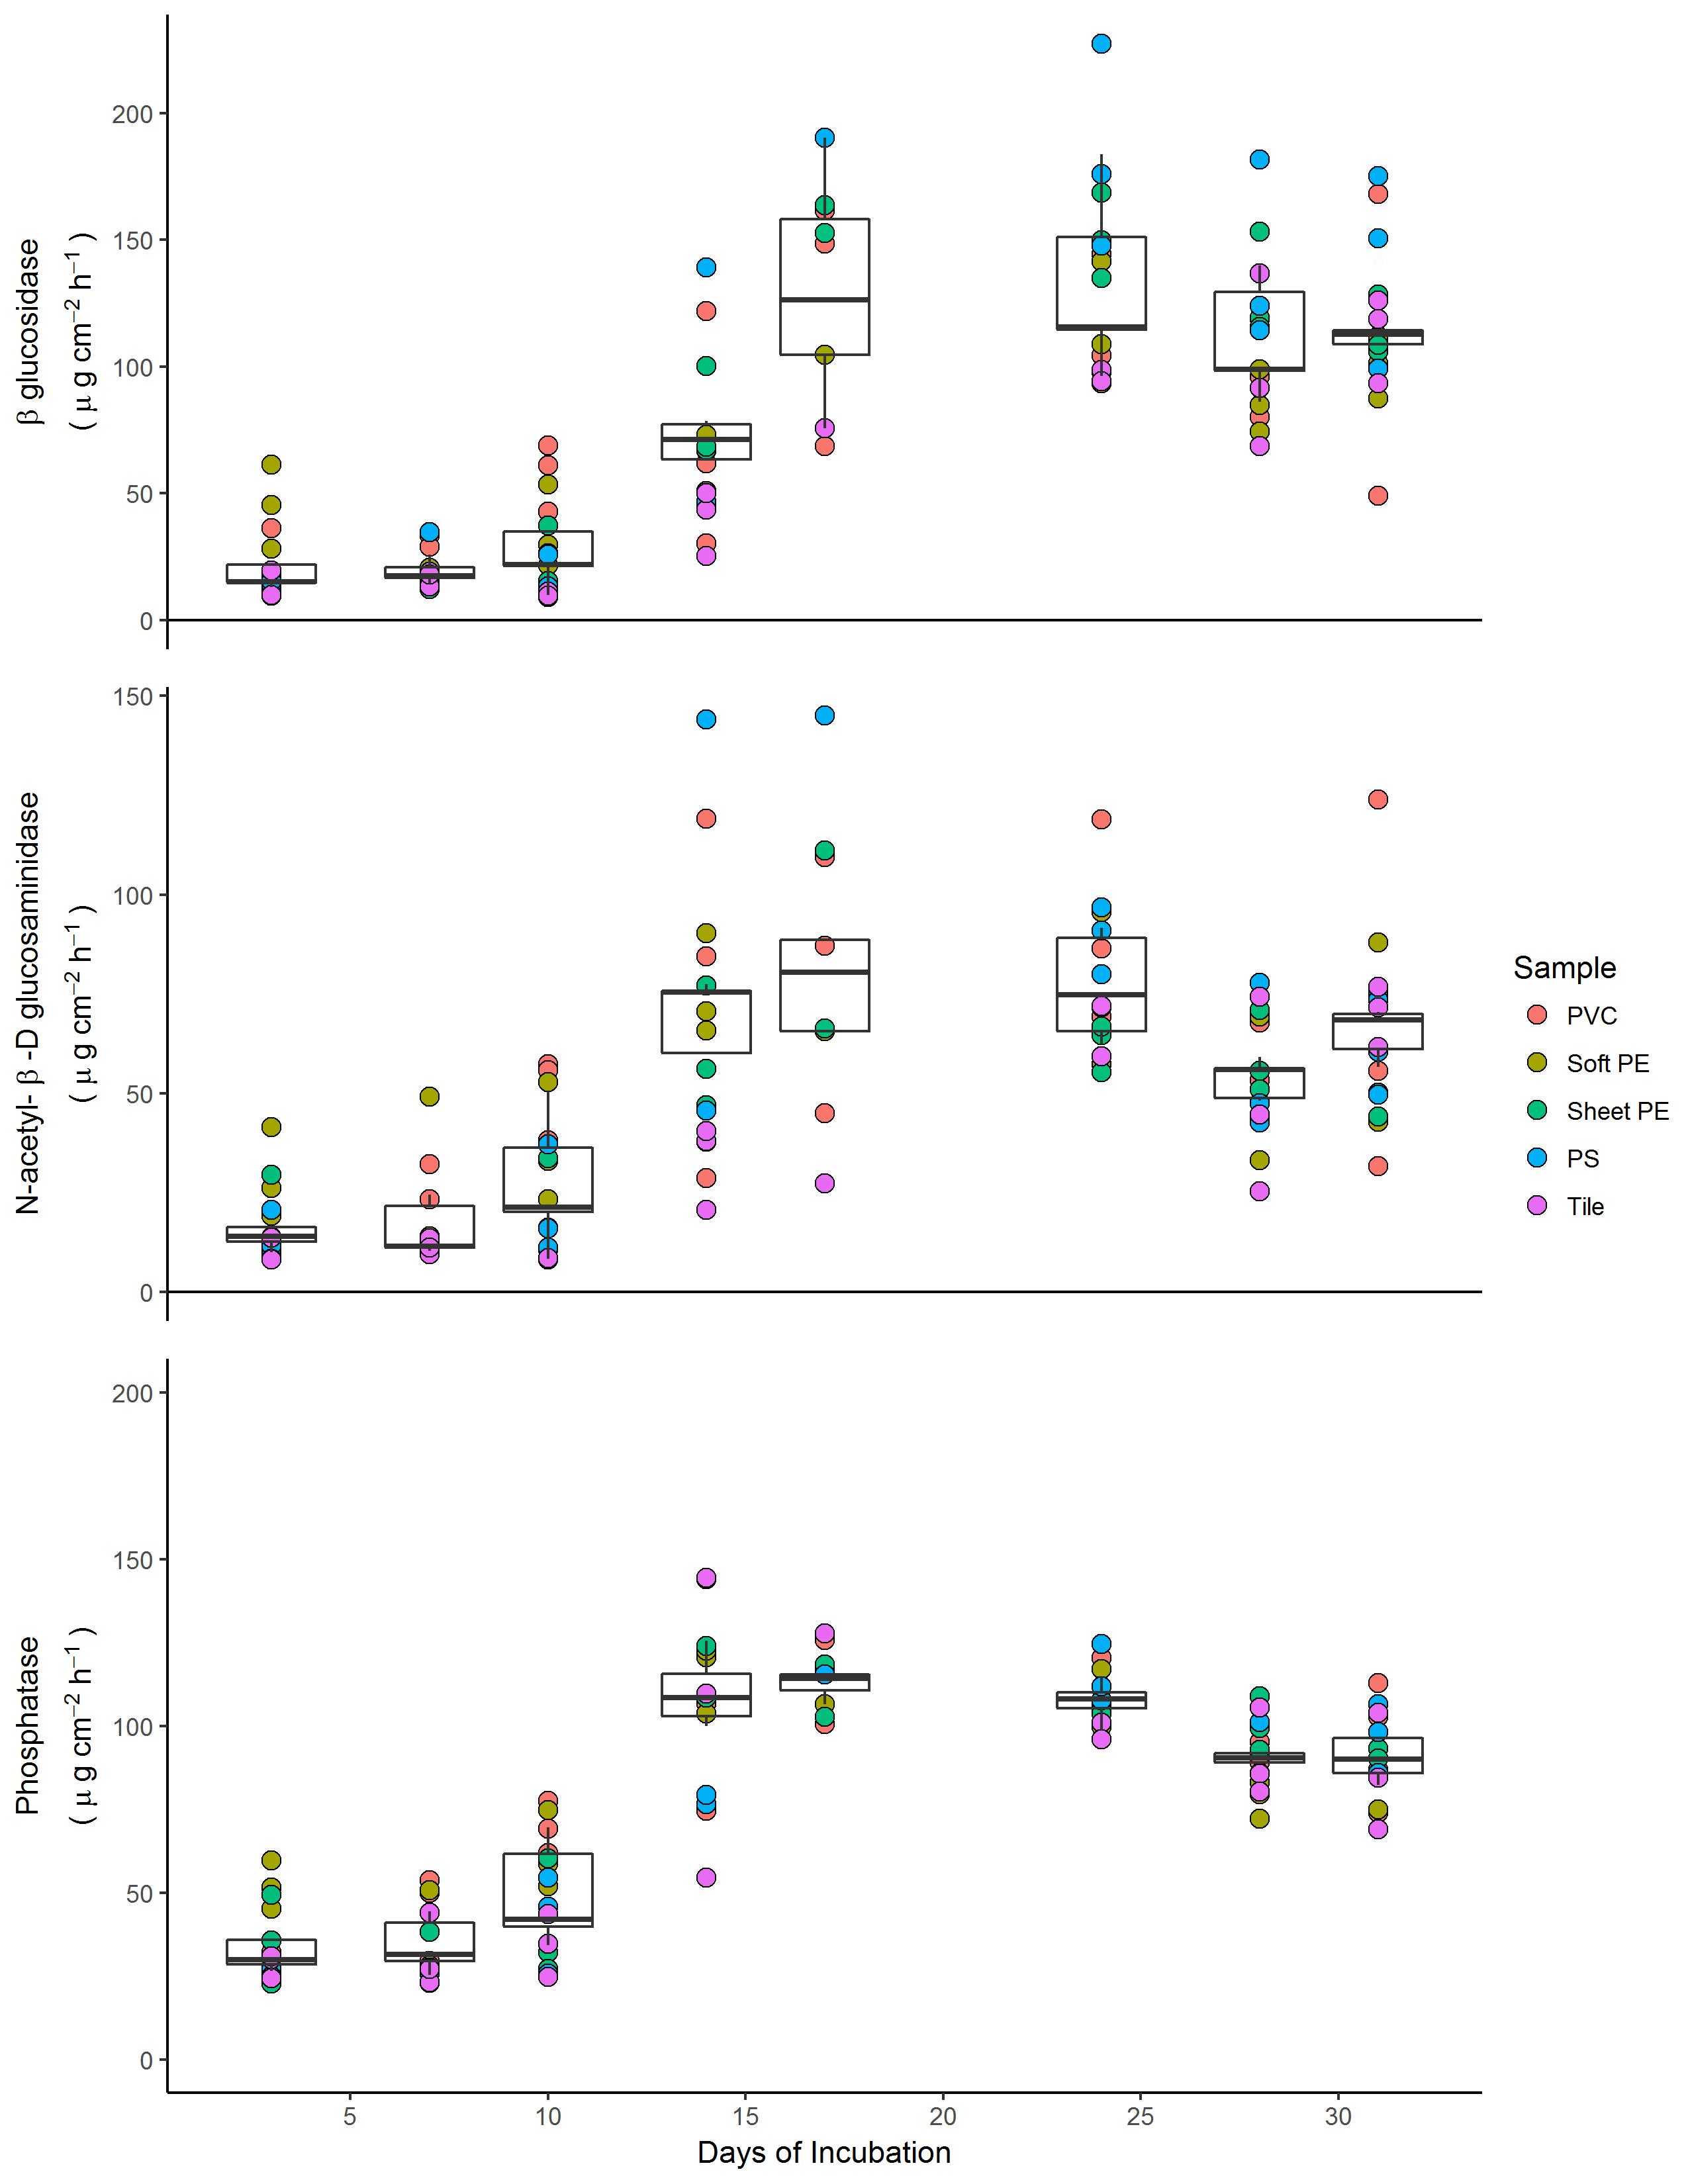 β glucosidase
( μ g cm−2 h−1 )
200
150
100
50
0
N-acetyl- β -D glucosaminidase
( μ g cm−2 h−1 )
150
100
50
0
Phosphatase
( μ g cm−2 h−1 )
200
150
100
50
0
5 10 15 20 25 30
Days of Incubation
Sample
PVC
Soft PE
Sheet PE
PS
Tile